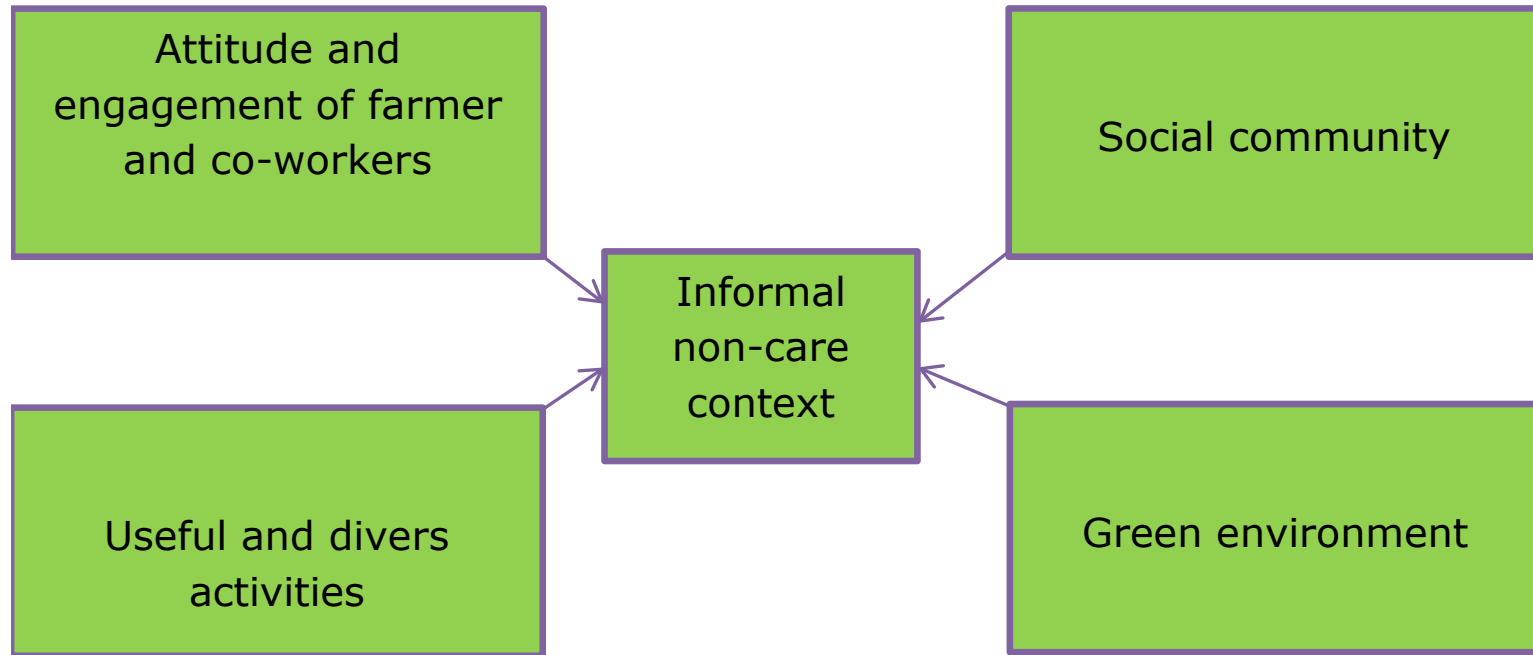 Attitude and
engagement of farmer
and co-workers
Social community
Informal
non-care
context
Useful and divers
activities
Green environment